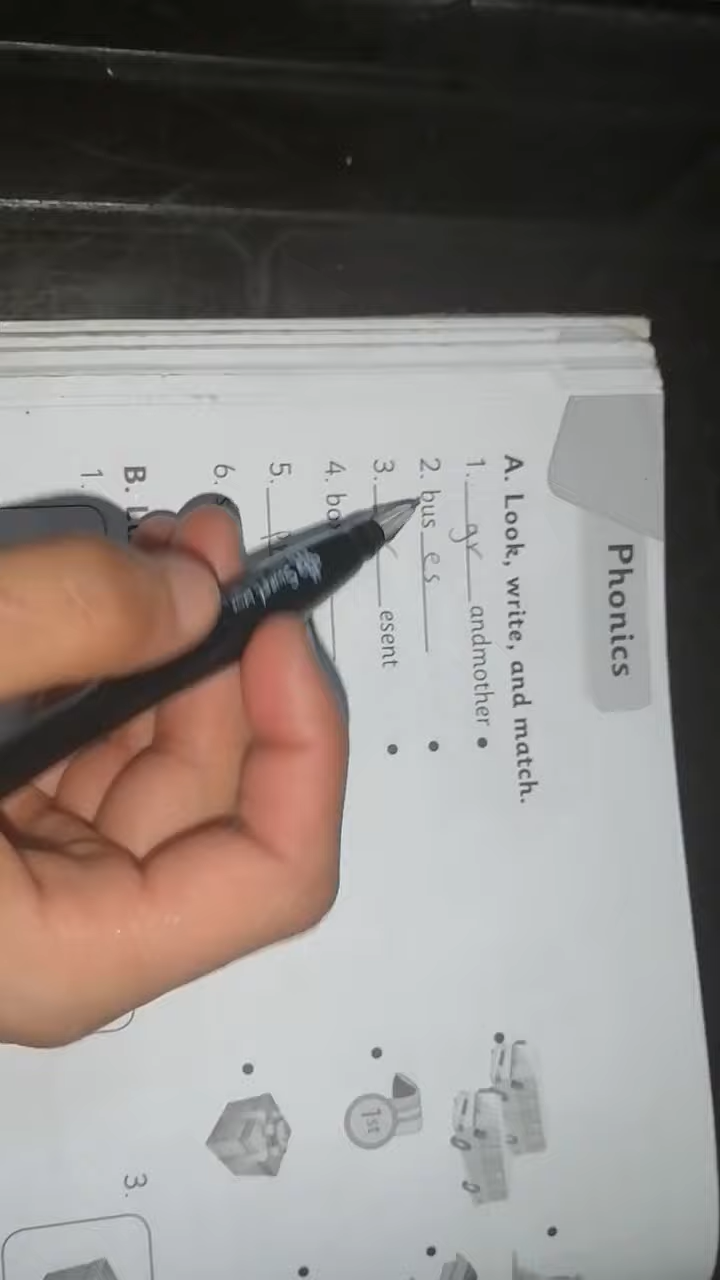 Phonics
A. Look, write, and match.
1. gr andmother
2. bus es
3. esent
4. bo
5.
6. s
B.
1.
1st
3.